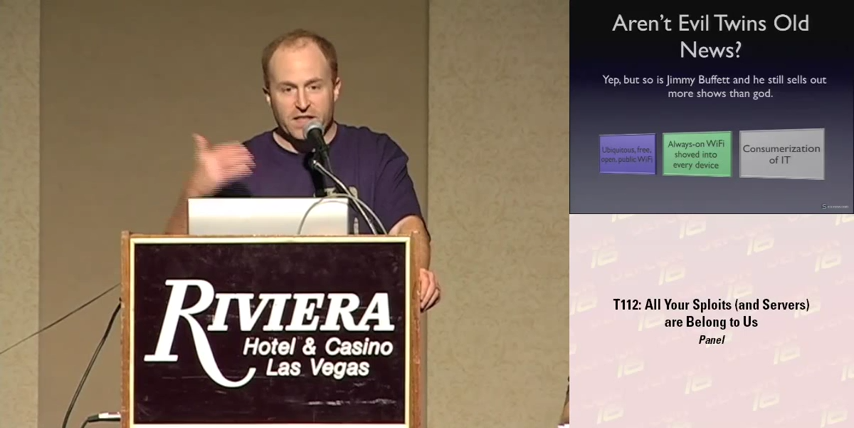 Aren't Evil Twins Old
News?
Yep, but so is Jimmy Buffett and he still sells out
more shows than god.
Ubiquitous, free,
open, public WiFi
Always-on WiFi
shoved into
every device
Consumerization
of IT
RIVIERA
Hotel & Casino
Las Vegas
T112: All Your Sploits (and Servers)
are Belong to Us
Panel